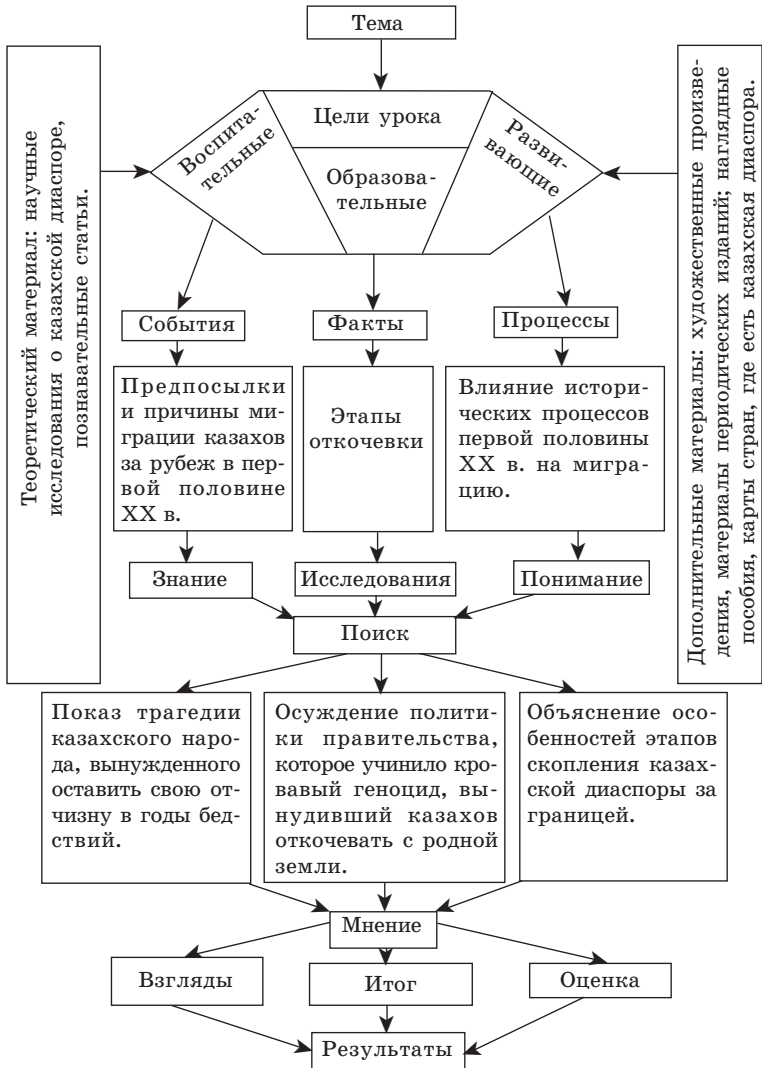 Тема
Теоретический материал: научные
исследования о казахской диаспоре,
познавательные статьи.
Цели урока
Воспита-
тельные
Образова-
тельные
Разви-
вающие
Дополнительные материалы: художественные произве-
дения, материалы периодических изданий; наглядные
пособия, карты стран, где есть казахская диаспора.
События
Факты
Процессы
Предпосылки
и причины ми-
грации казахов
за рубеж в пер-
вой половине
XX в.
Этапы
откочевки
Влияние истори-
ческих процессов
первой половины
XX в. на мигра-
цию.
Знание
Исследования
Понимание
Поиск
Показ трагедии
казахского наро-
да, вынужденного
оставить свою от-
чизну в годы бед-
ствий.
Осуждение полити-
ки правительства,
которое учинило кро-
вавый геноцид, вы-
нудивший казахов
откочевать с родной
земли.
Объяснение осо-
бенностей этапов
скопления казах-
ской диаспоры за
границей.
Мнение
Взгляды
Итог
Оценка
Результаты